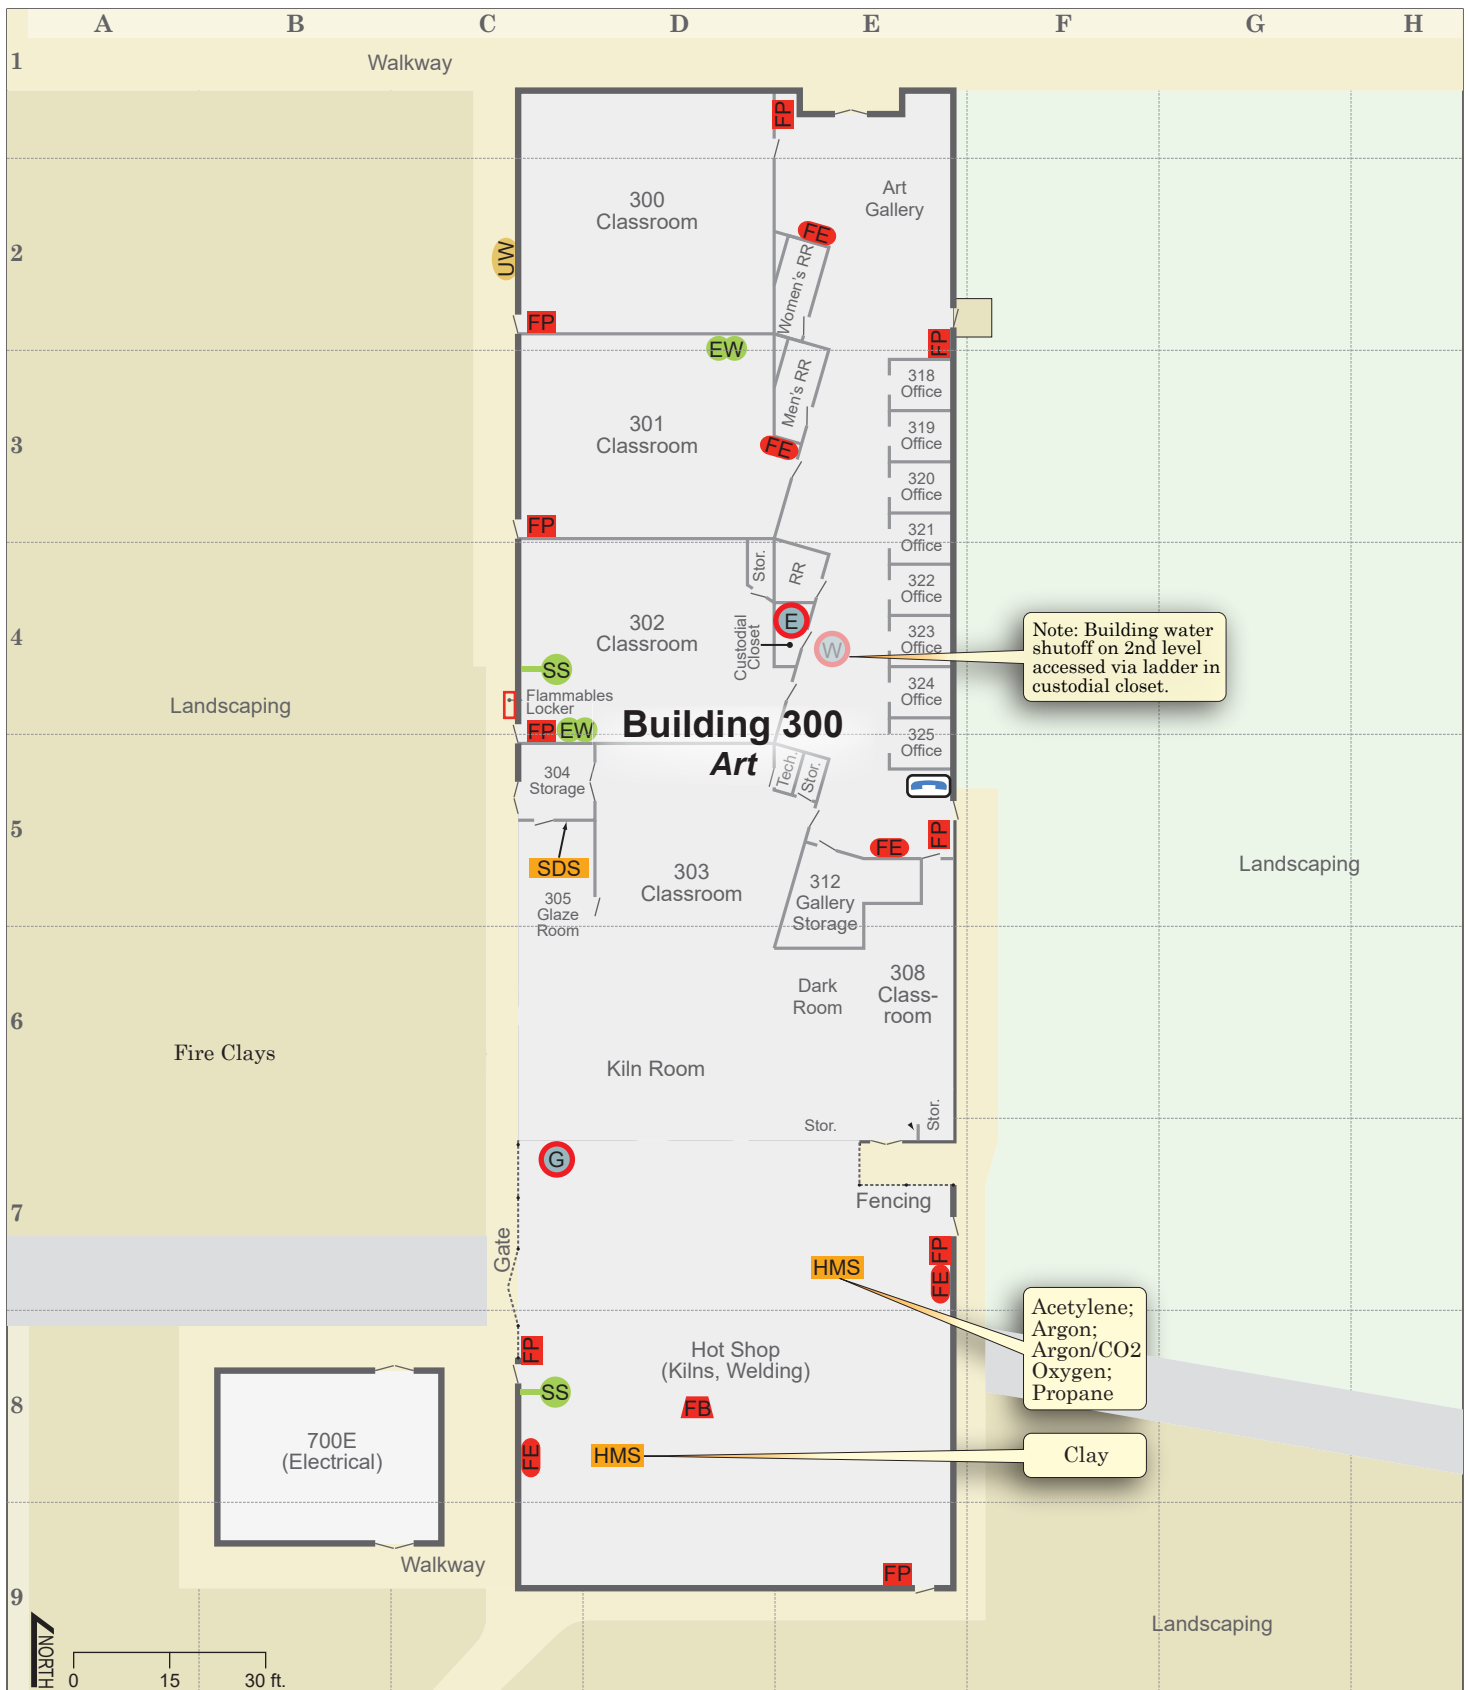 A B C D E F G H
1
Walkway
FP
300
Classroom
Art
Gallery
2
UW
FE
Women's RR
FP
FP
EW
318
Office
Men's RR
3
301
Classroom
319
Office
FE
320
Office
FP
321
Office
Stor.
RR
322
Office
4
302
Classroom
Custodial
Closet
E
W
323
Office
Note: Building water
shutoff on 2nd level
accessed via ladder in
custodial closet.
SS
324
Office
Landscaping
Flammables
Locker
FP
EW
Building 300
Art
325
Office
304
Storage
Tech.
Stor.
5
FE
FP
SDS
303
Classroom
312
Gallery
Storage
Landscaping
305
Glaze
Room
308
Class-
room
Dark
Room
6
Fire Clays
Kiln Room
Stor.
Stor.
G
7
Fencing
Gate
FP
HMS
FE
Acetylene;
Argon;
Argon/CO2
Oxygen;
Propane
FP
Hot Shop
(Kilns, Welding)
8
SS
FB
700E
(Electrical)
FE
HMS
Clay
Walkway
FP
9
Landscaping
NORTH
0 15 30 ft.